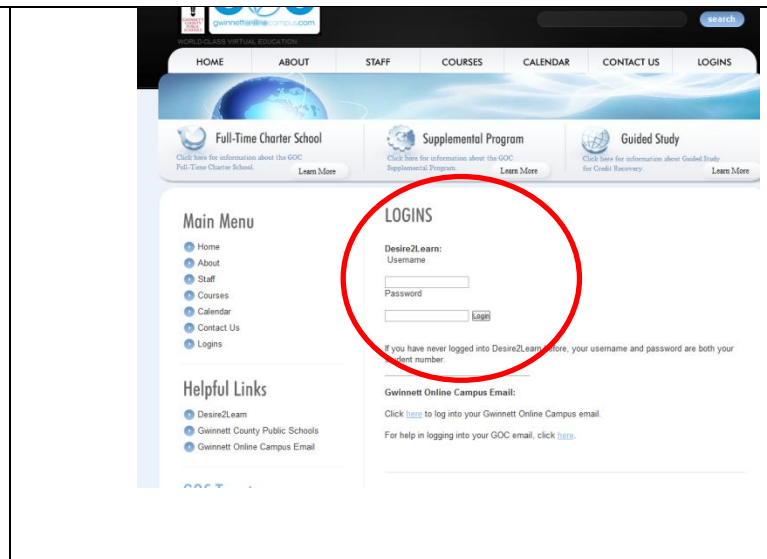 GWINNETT
COUNTY
PUBLIC
SCHOOLS
gwinnettonlinecampus.com
WORLD-CLASS VIRTUAL EDUCATION
search
HOME ABOUT STAFF COURSES CALENDAR CONTACT US LOGINS
Full-Time Charter School
Click here for information about the GOC
Full-Time Charter School.
Learn More
Supplemental Program
Click here for information about the GOC
Supplemental Program.
Learn More
Guided Study
Click here for information about Guided Study
for Credit Recovery.
Learn More
Main Menu
Home
About
Staff
Courses
Calendar
Contact Us
Logins
Helpful Links
Desire2Learn
Gwinnett County Public Schools
Gwinnett Online Campus Email
LOGINS
Desire2Learn:
Username
Password
Login
If you have never logged into Desire2Learn before, your username and password are both your
student number.
Gwinnett Online Campus Email:
Click here to log into your Gwinnett Online Campus email.
For help in logging into your GOC email, click here.